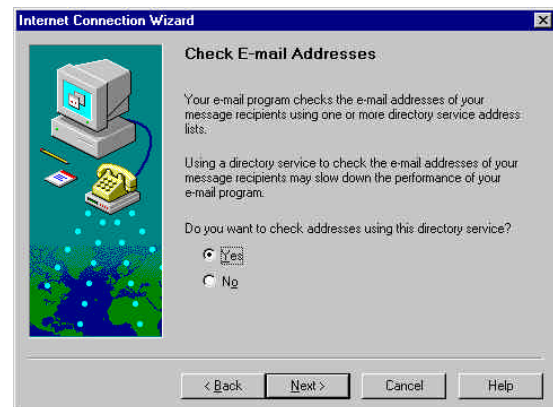 Internet Connection Wizard
Check E-mail Addresses
Your e-mail program checks the e-mail addresses of your
message recipients using one or more directory service address
lists.
Using a directory service to check the e-mail addresses of your
message recipients may slow down the performance of your
e-mail program.
Do you want to check addresses using this directory service?
Yes
No
< Back
Next >
Cancel
Help